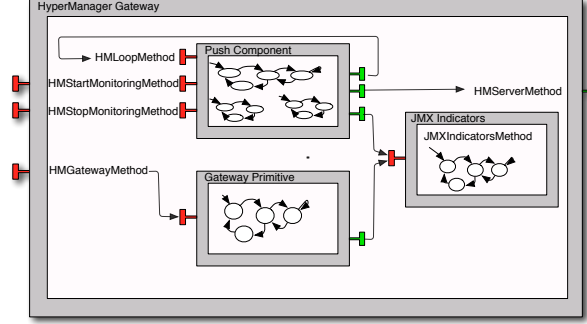 HyperManager Gateway
HMLoopMethod
Push Component
HMStartMonitoringMethod
HMServerMethod
HMStopMonitoringMethod
JMX Indicators
JMXIndicatorsMethod
HMGatewayMethod
Gateway Primitive